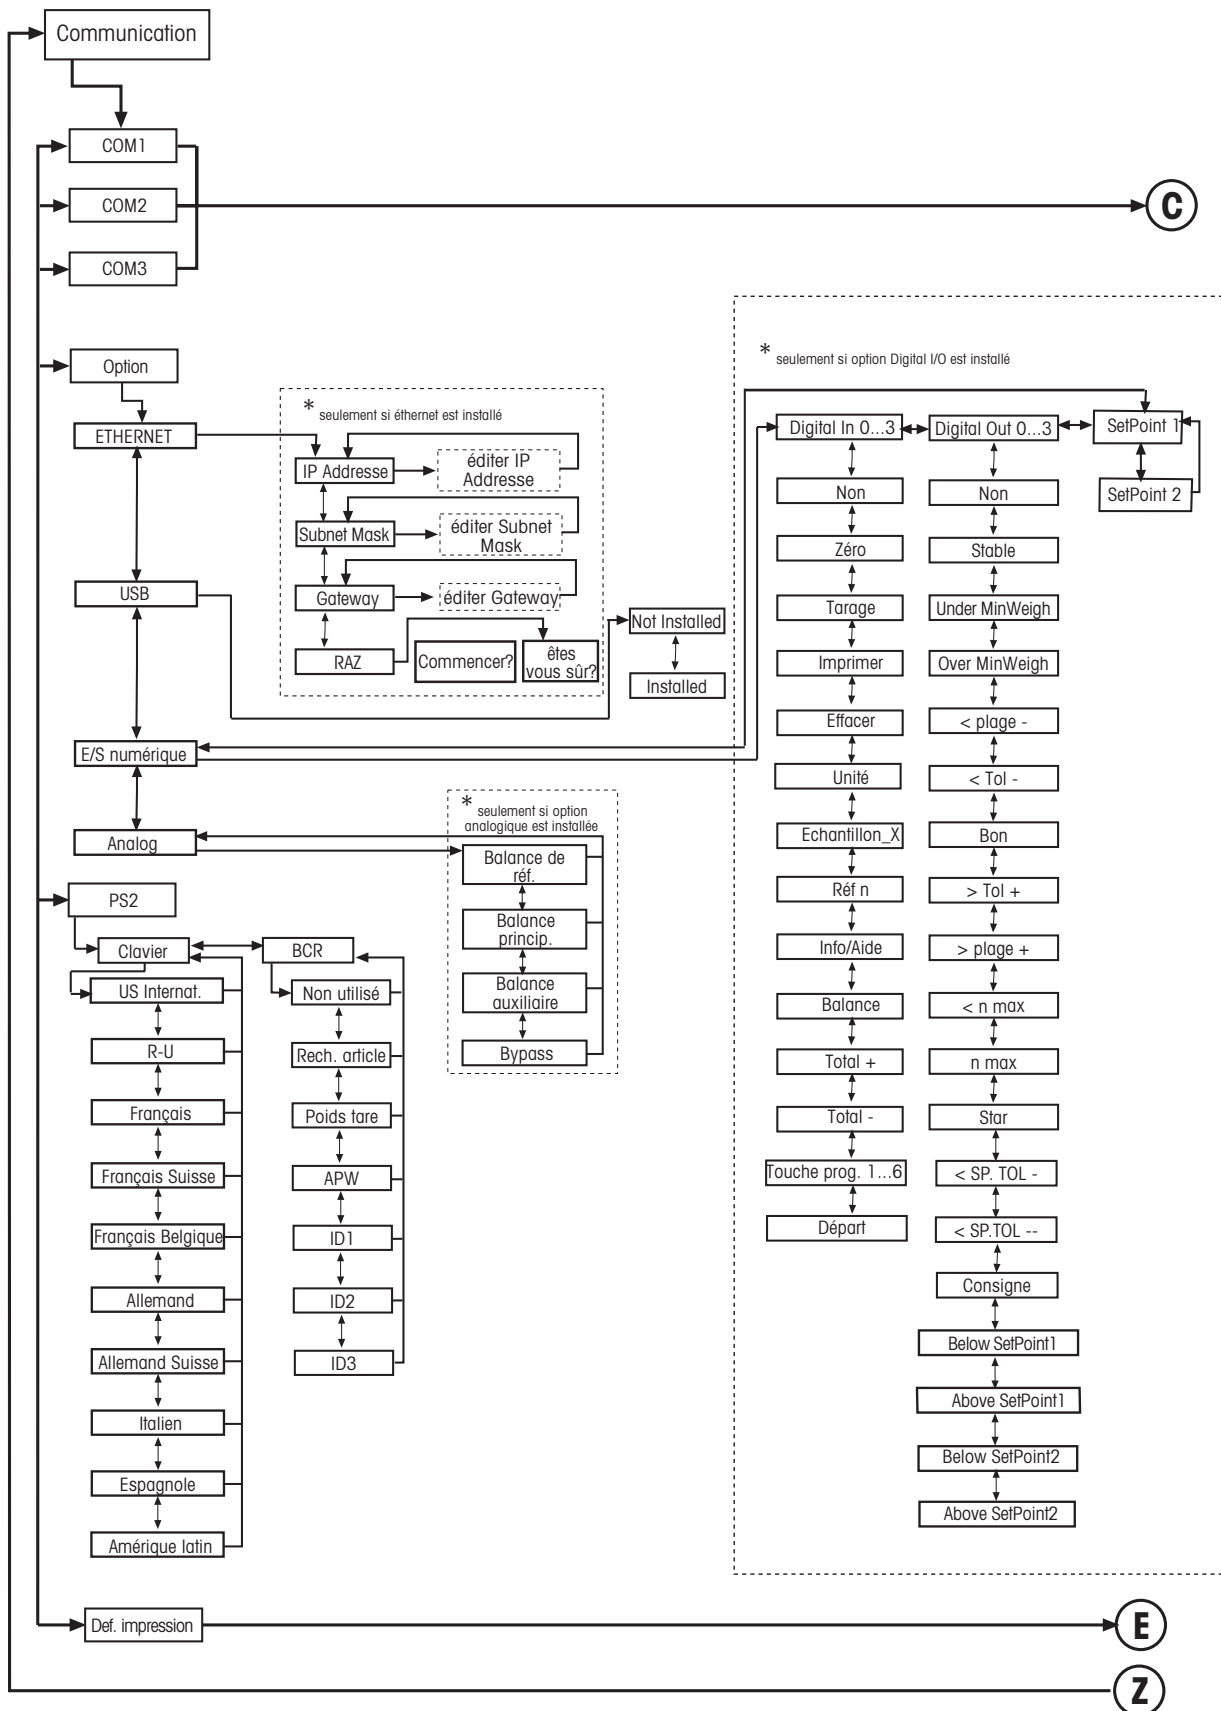 Communication
COM1
COM2
C
COM3
Option
ETHERNET
USB
E/S numérique
Analog
* seulement si éthernet est installé
IP Addresse
éditer IP
Addresse
Subnet Mask
éditer Subnet
Mask
Gateway
éditer Gateway
RAZ
Commencer?
êtes
vous sûr?
Not Installed
Installed
* seulement si option
analogique est installée
Balance de
réf.
Balance
princip.
Balance
auxiliaire
Bypass
* seulement si option Digital I/O est installé
Digital In 0...3
Non
Zéro
Tarage
Imprimer
Effacer
Unité
Echantillon_X
Réf n
Info/Aide
Balance
Total +
Total -
Touche prog. 1...6
Départ
Digital Out 0...3
Non
Stable
Under MinWeigh
Over MinWeigh
< plage -
< Tol -
Bon
> Tol +
> plage +
< n max
n max
Star
< SP. TOL -
< SP.TOL --
Consigne
Below SetPoint1
Above SetPoint1
Below SetPoint2
Above SetPoint2
SetPoint 1
SetPoint 2
PS2
Clavier
US Internat.
R-U
Français
Français Suisse
Français Belgique
Allemand
Allemand Suisse
Italien
Espagnole
Amérique latin
BCR
Non utilisé
Rech. article
Poids tare
APW
ID1
ID2
ID3
Def. impression
E
Z